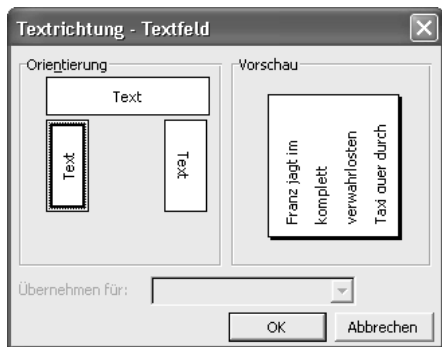 Textrichtung - Textfeld
Orientierung
Text
Text
Text
Vorschau
Franz jagt im
komplett
verwahrlosten
Taxi quer durch
Übernehmen für:
OK
Abbrechen